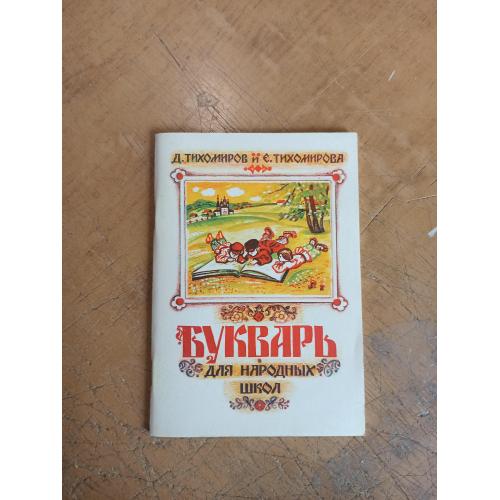 Д. ТИХОМИРОВ и Е. ТИХОМИРОВА
БУКВАРЬ
ДЛЯ НАРОДНЫХ
ШКОЛ